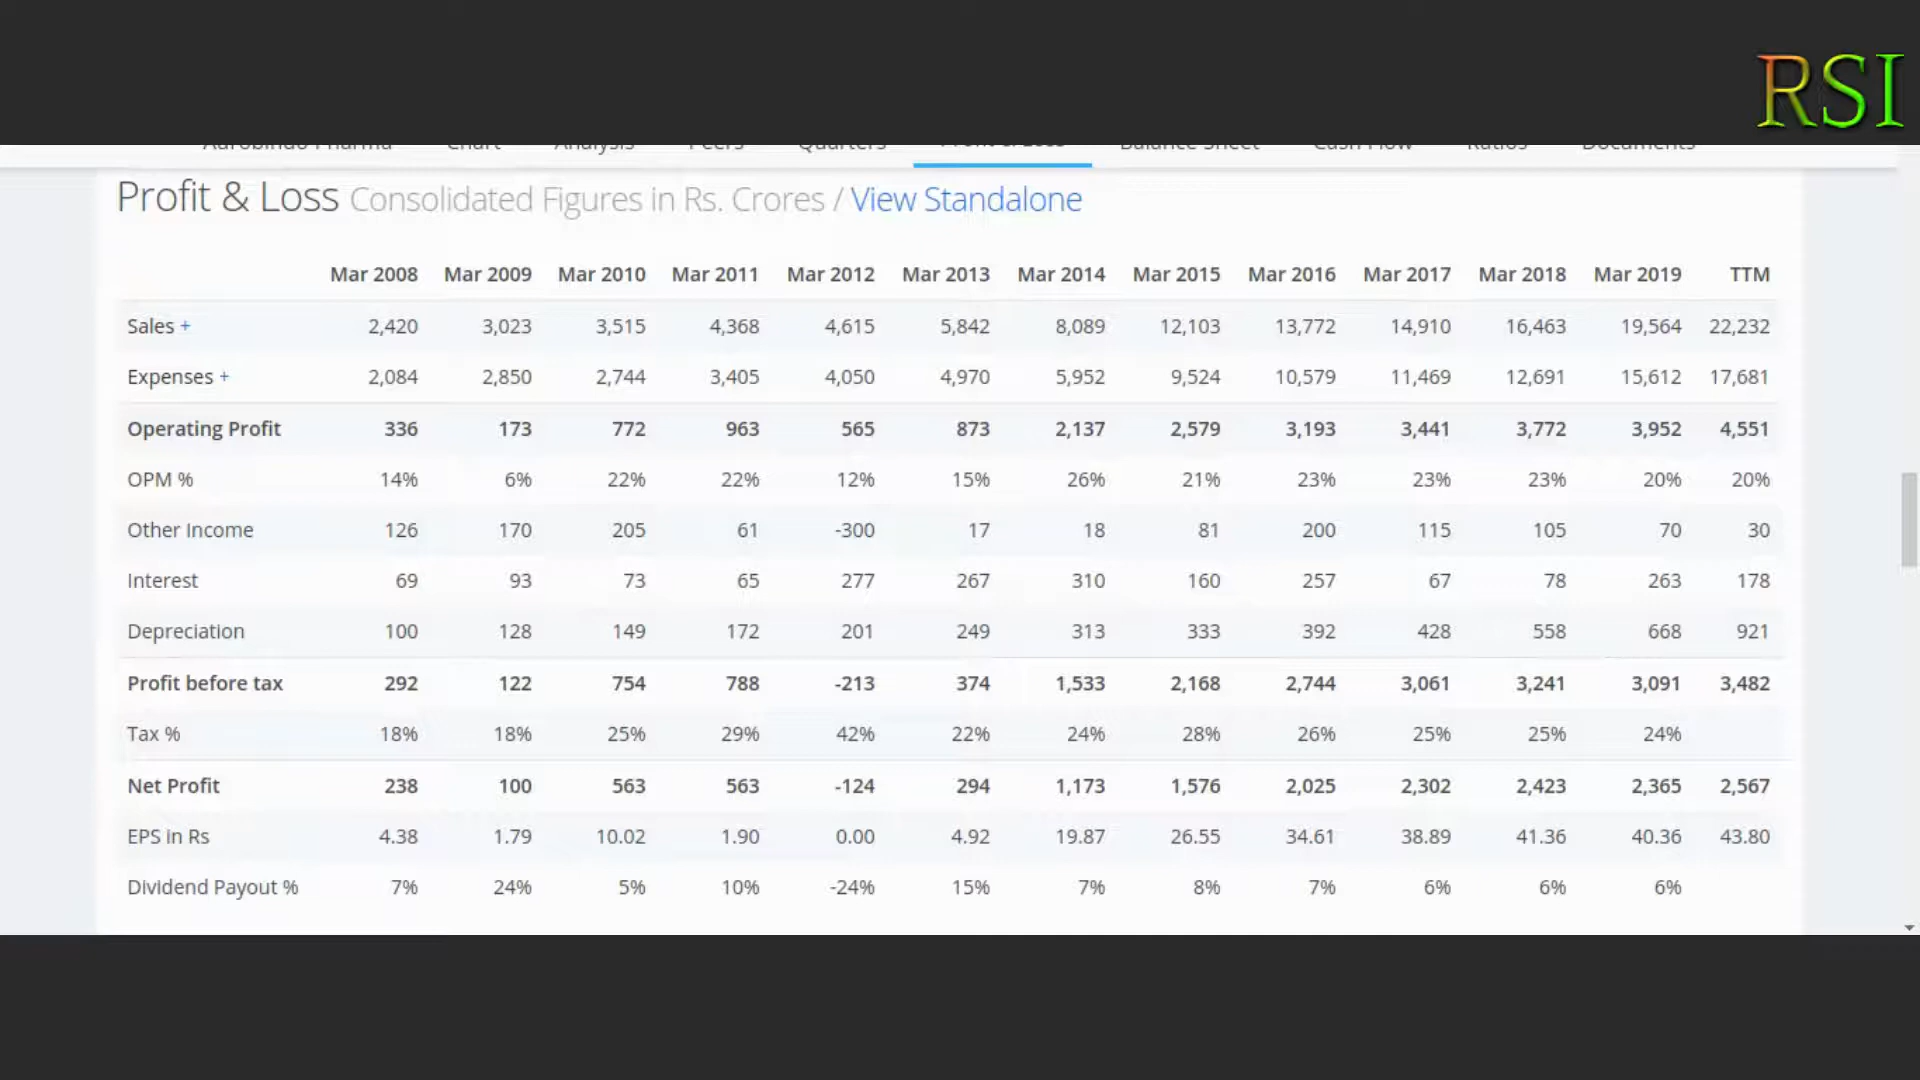 RSI
Aurobindo Pharma Chart Analysis Peers Quarters Profit & Loss Balance Sheet Cash Flow Ratios Documents
Profit & Loss Consolidated Figures in Rs. Crores / View Standalone
Mar 2008 Mar 2009 Mar 2010 Mar 2011 Mar 2012 Mar 2013 Mar 2014 Mar 2015 Mar 2016 Mar 2017 Mar 2018 Mar 2019 TTM
Sales + 2,420 3,023 3,515 4,368 4,615 5,842 8,089 12,103 13,772 14,910 16,463 19,564 22,232
Expenses + 2,084 2,850 2,744 3,405 4,050 4,970 5,952 9,524 10,579 11,469 12,691 15,612 17,681
Operating Profit 336 173 772 963 565 873 2,137 2,579 3,193 3,441 3,772 3,952 4,551
OPM % 14% 6% 22% 22% 12% 15% 26% 21% 23% 23% 23% 20% 20%
Other Income 126 170 205 61 -300 17 18 81 200 115 105 70 30
Interest 69 93 73 65 277 267 310 160 257 67 78 263 178
Depreciation 100 128 149 172 201 249 313 333 392 428 558 668 921
Profit before tax 292 122 754 788 -213 374 1,533 2,168 2,744 3,061 3,241 3,091 3,482
Tax % 18% 18% 25% 29% 42% 22% 24% 28% 26% 25% 25% 24%
Net Profit 238 100 563 563 -124 294 1,173 1,576 2,025 2,302 2,423 2,365 2,567
EPS in Rs 4.38 1.79 10.02 1.90 0.00 4.92 19.87 26.55 34.61 38.89 41.36 40.36 43.80
Dividend Payout % 7% 24% 5% 10% -24% 15% 7% 8% 7% 6% 6% 6%